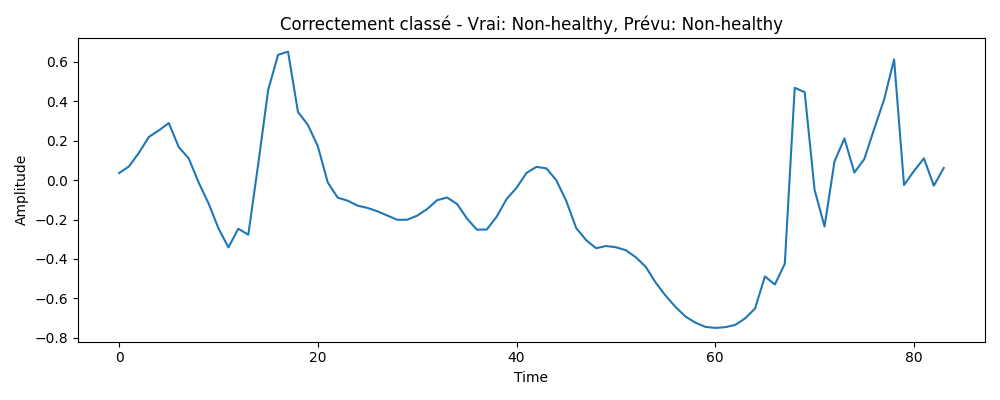 Correctement classé - Vrai: Non-healthy, Prévu: Non-healthy
0.6
0.4
0.2
0.0
−0.2
−0.4
−0.6
−0.8
Amplitude
0 20 40 60 80
Time